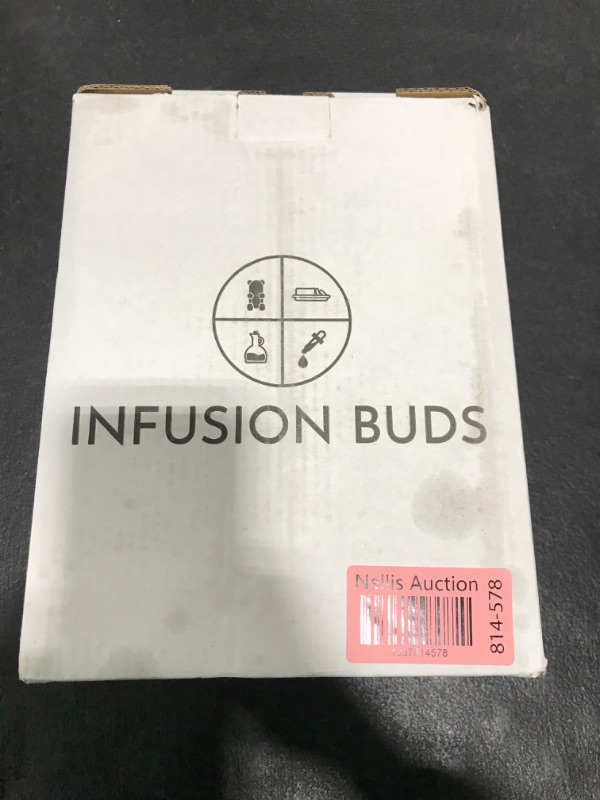 INFUSION BUDS
Nellis Auction
814-578